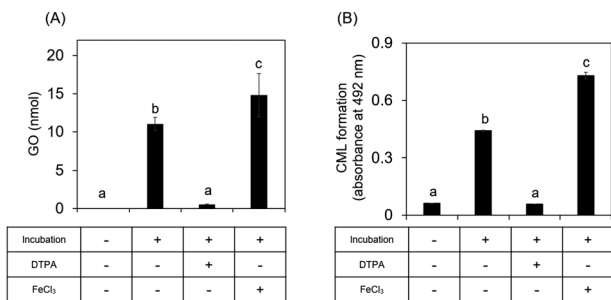 (A)
GO (nmol)
20
15
10
5
0
a
b
a
c
Incubation - + + +
DTPA - - + -
FeCl₃ - - - +
(B)
CML formation
(absorbance at 492 nm)
0.9
0.6
0.3
0
a
b
a
c
Incubation - + + +
DTPA - - + -
FeCl₃ - - - +